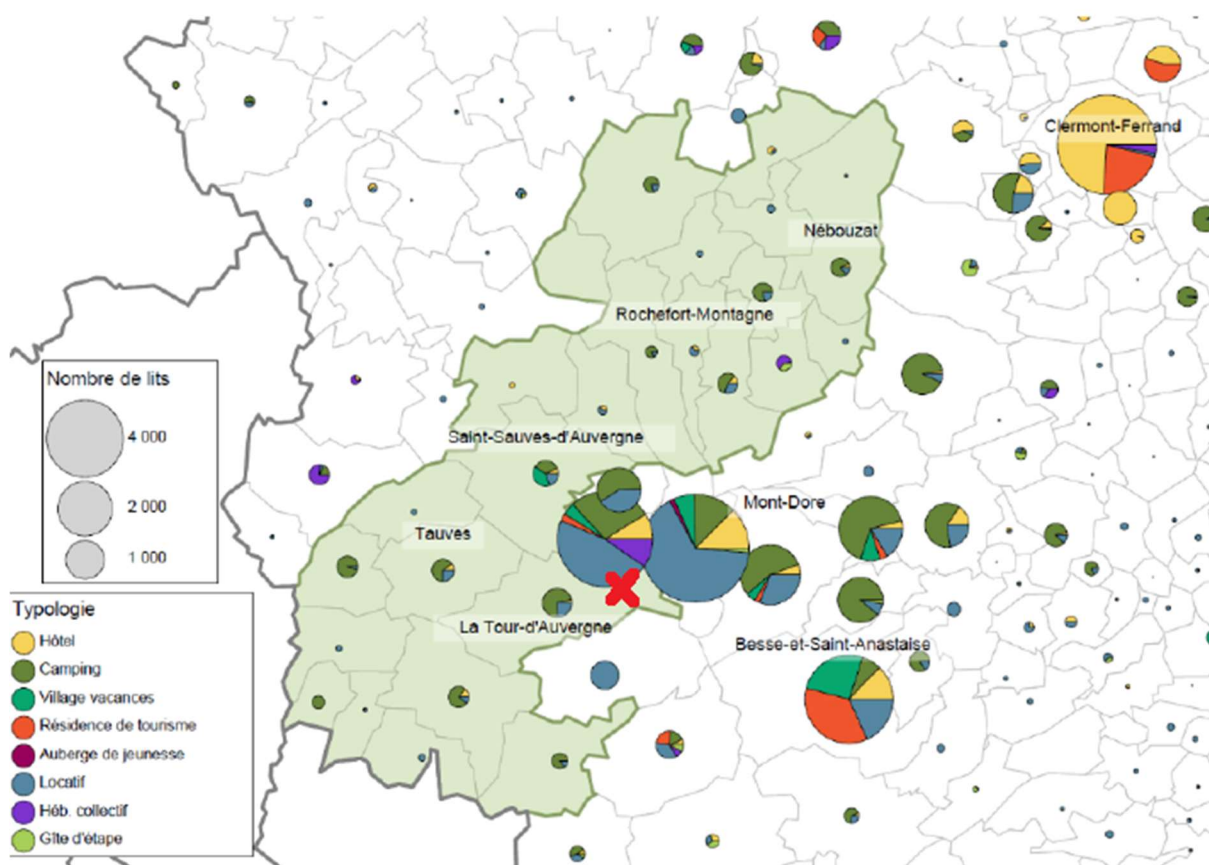 Clermont-Ferrand
Nébouzat
Rochefort-Montagne
Nombre de lits
4 000
2 000
1 000
Saint-Sauves-d'Auvergne
Mont-Dore
Tauves
La Tour-d'Auvergne
Besse-et-Saint-Anastaise
Typologie
Hôtel
Camping
Village vacances
Résidence de tourisme
Auberge de jeunesse
Locatif
Héb. collectif
Gîte d'étape